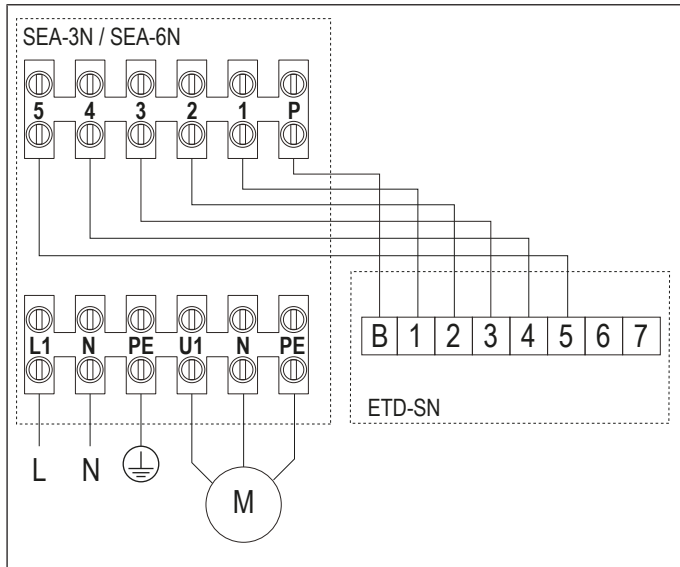 SEA-3N / SEA-6N
5 4 3 2 1 P
L1 N PE U1 N PE
B 1 2 3 4 5 6 7
ETD-SN
L N
M